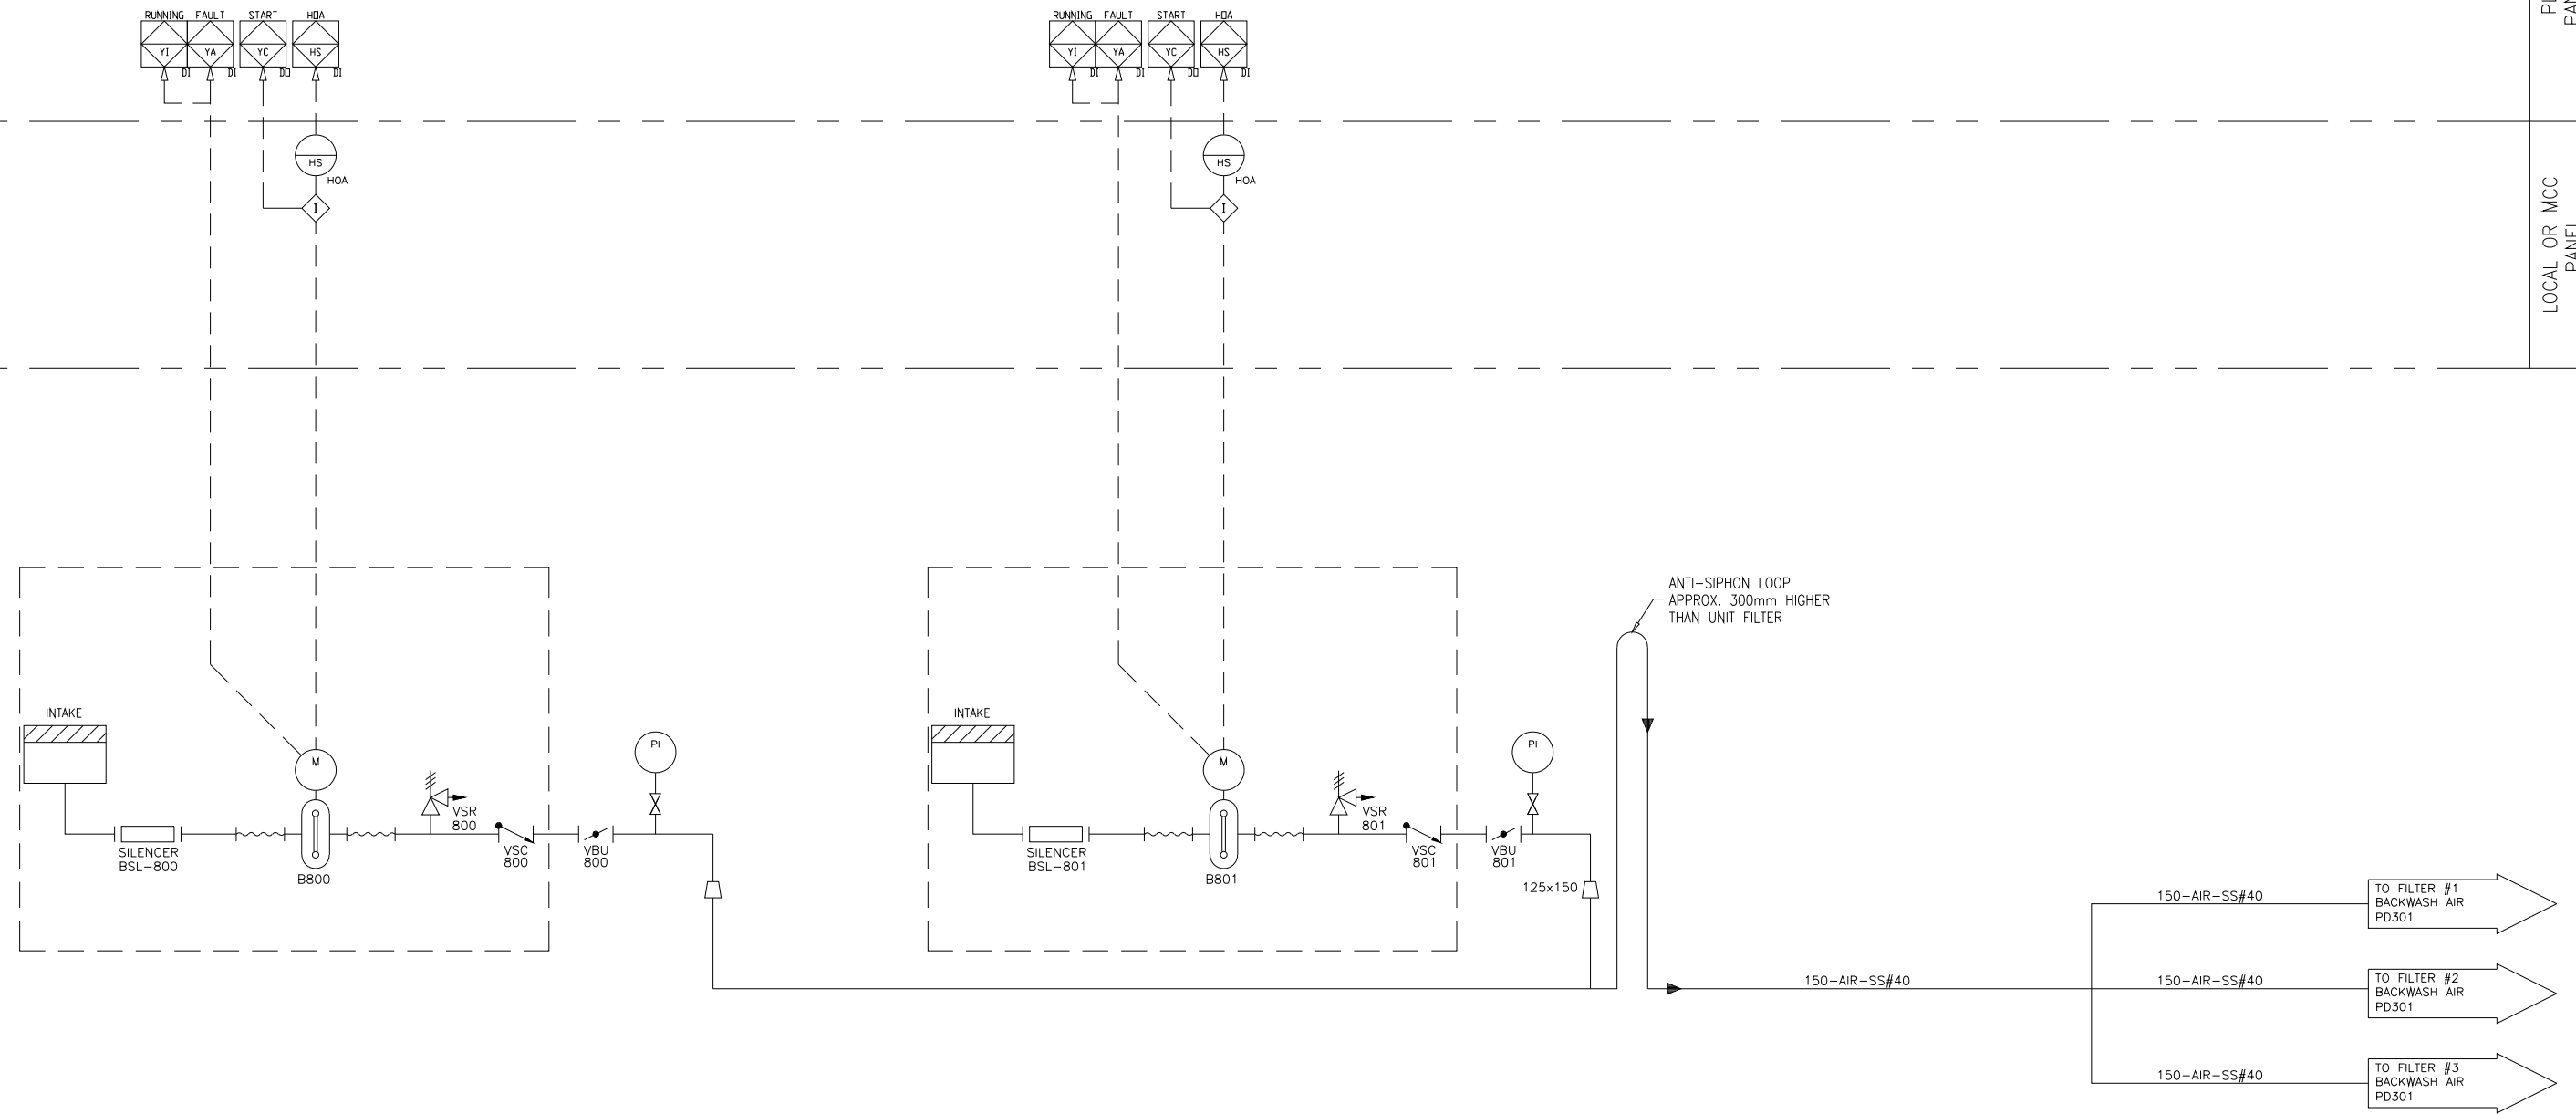 RUNNING FAULT START HOA
YI YA YC HS
DI DI DO DI
RUNNING FAULT START HOA
YI YA YC HS
DI DI DO DI
HS
HOA
I
HS
HOA
I
LOCAL OR MCC
PANEL
ANTI-SIPHON LOOP
APPROX. 300mm HIGHER
THAN UNIT FILTER
INTAKE
M
PI
VSR
800
SILENCER
BSL-800
B800
VSC
800
VBU
800
INTAKE
M
PI
VSR
801
SILENCER
BSL-801
B801
VSC
801
VBU
801
125x150
150-AIR-SS#40
150-AIR-SS#40
TO FILTER #1
BACKWASH AIR
PD301
150-AIR-SS#40
TO FILTER #2
BACKWASH AIR
PD301
150-AIR-SS#40
TO FILTER #3
BACKWASH AIR
PD301